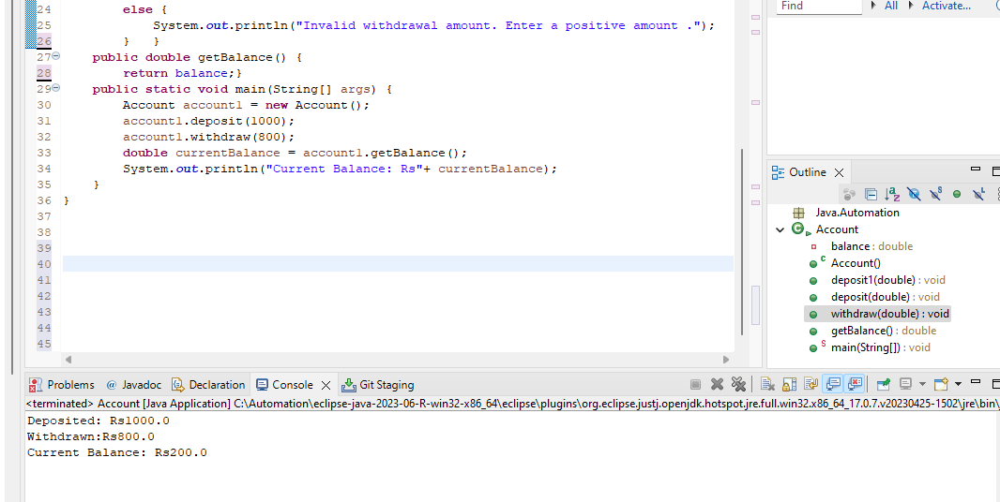 24 else {
25 System.out.println("Invalid withdrawal amount. Enter a positive amount .");
26 } }
27 public double getBalance() {
28 return balance;}
29 public static void main(String[] args) {
30 Account account1 = new Account();
31 account1.deposit(1000);
32 account1.withdraw(800);
33 double currentBalance = account1.getBalance();
34 System.out.println("Current Balance: Rs"+ currentBalance);
35 }
36 }
37
38
39
40
41
42
43
44
45
Find All Activate...
Outline
Java.Automation
Account
balance : double
Account()
deposit1(double) : void
deposit(double) : void
withdraw(double) : void
getBalance() : double
main(String[]) : void
Problems @ Javadoc Declaration Console Git Staging
<terminated> Account [Java Application] C:\Automation\eclipse-java-2023-06-R-win32-x86_64\eclipse\plugins\org.eclipse.justj.openjdk.hotspot.jre.full.win32.x86_64_17.0.7.v20230425-1502\jre\bin\
Deposited: Rs1000.0
Withdrawn:Rs800.0
Current Balance: Rs200.0